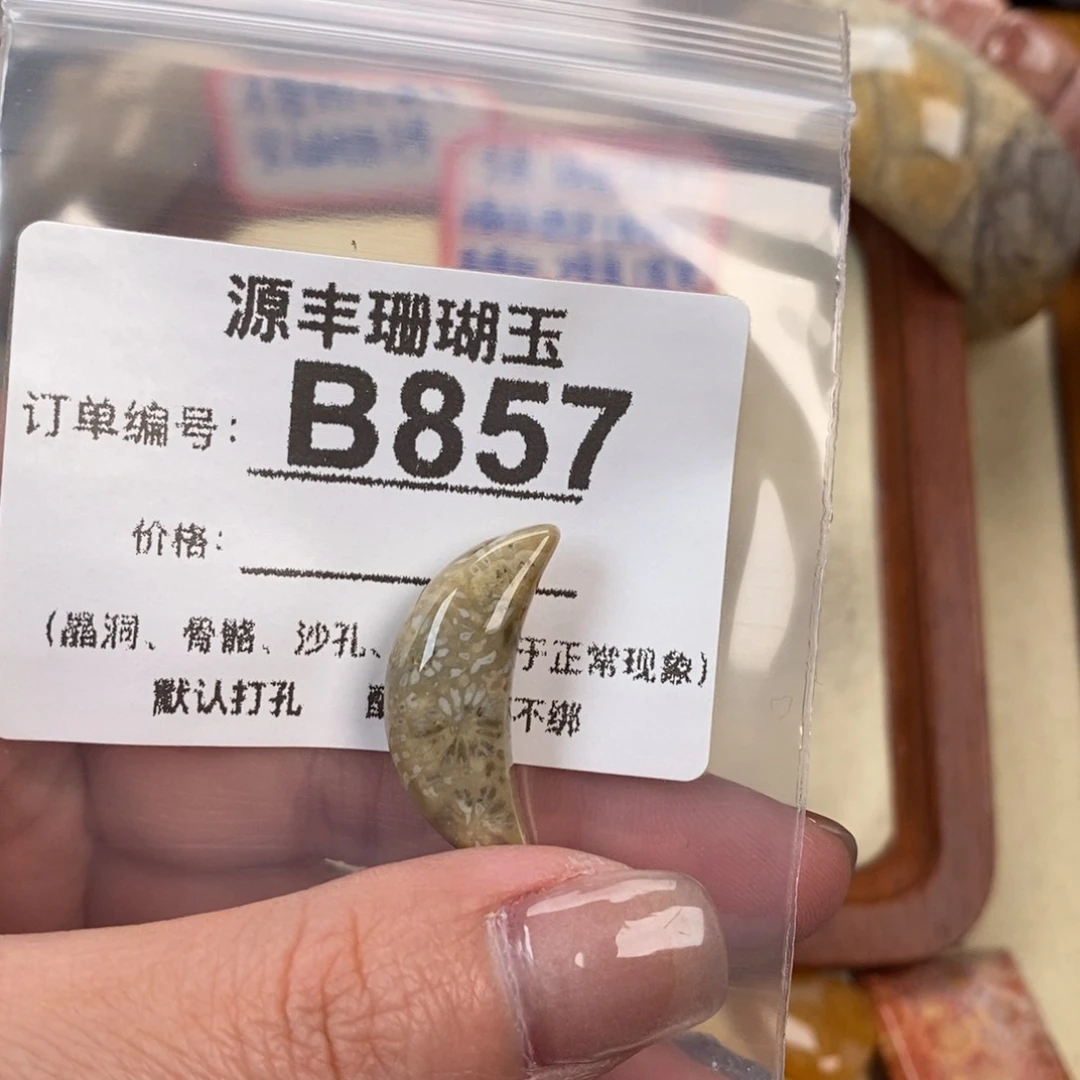 源丰珊瑚玉
订单编号: B857
价格:
(晶洞、骨骼、沙孔、 于正常现象)
默认打孔 配 不绑